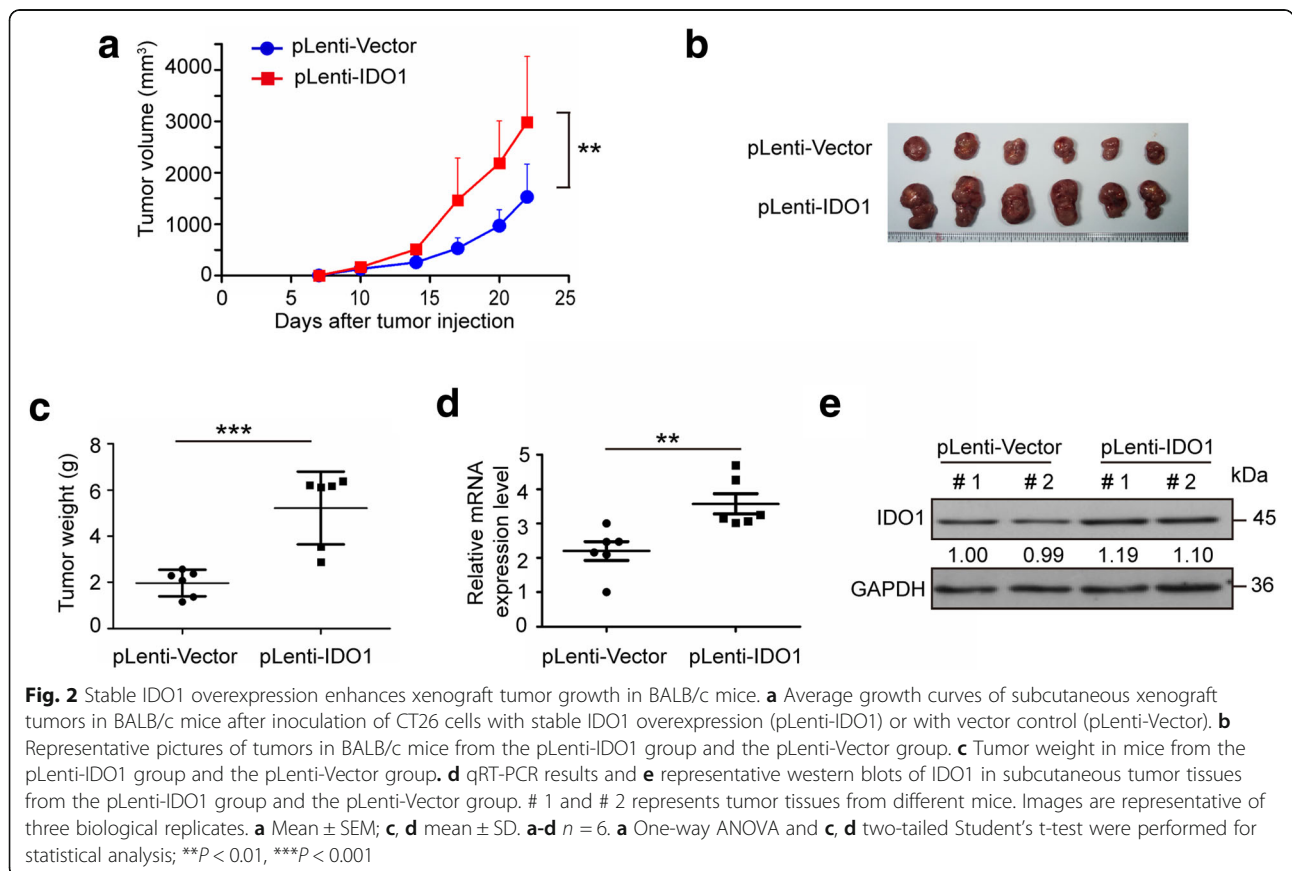 a
pLenti-Vector
pLenti-IDO1
Tumor volume (mm³)
4000
3000
2000
1000
0
0 5 10 15 20 25
Days after tumor injection
**
b
pLenti-Vector
pLenti-IDO1
c
***
Tumor weight (g)
8
6
4
2
0
pLenti-Vector pLenti-IDO1
d
**
Relative mRNA
expression level
5
4
3
2
1
0
pLenti-Vector pLenti-IDO1
e
pLenti-Vector pLenti-IDO1
# 1 # 2 # 1 # 2 kDa
IDO1 45
1.00 0.99 1.19 1.10
GAPDH 36
Fig. 2 Stable IDO1 overexpression enhances xenograft tumor growth in BALB/c mice. a Average growth curves of subcutaneous xenograft
tumors in BALB/c mice after inoculation of CT26 cells with stable IDO1 overexpression (pLenti-IDO1) or with vector control (pLenti-Vector). b
Representative pictures of tumors in BALB/c mice from the pLenti-IDO1 group and the pLenti-Vector group. c Tumor weight in mice from the
pLenti-IDO1 group and the pLenti-Vector group. d qRT-PCR results and e representative western blots of IDO1 in subcutaneous tumor tissues
from the pLenti-IDO1 group and the pLenti-Vector group. # 1 and # 2 represents tumor tissues from different mice. Images are representative of
three biological replicates. a Mean ± SEM; c, d mean ± SD. a-d n = 6. a One-way ANOVA and c, d two-tailed Student's t-test were performed for
statistical analysis; **P < 0.01, ***P < 0.001